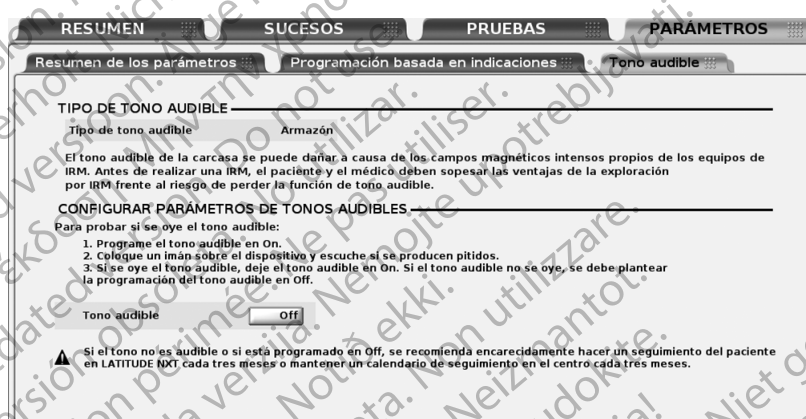 RESUMEN SUCESOS PRUEBAS PARÁMETROS
Resumen de los parámetros Programación basada en indicaciones Tono audible
TIPO DE TONO AUDIBLE
Tipo de tono audible Armazón
El tono audible de la carcasa se puede dañar a causa de los campos magnéticos intensos propios de los equipos de
IRM. Antes de realizar una IRM, el paciente y el médico deben sopesar las ventajas de la exploración
por IRM frente al riesgo de perder la función de tono audible.
CONFIGURAR PARÁMETROS DE TONOS AUDIBLES
Para probar si se oye el tono audible:
1. Programe el tono audible en On.
2. Coloque un imán sobre el dispositivo y escuche si se producen pitidos.
3. Si se oye el tono audible, deje el tono audible en On. Si el tono audible no se oye, se debe plantear
la programación del tono audible en Off.
Tono audible Off
Si el tono no es audible o si está programado en Off, se recomienda encarecidamente hacer un seguimiento del paciente
en LATITUDE NXT cada tres meses o mantener un calendario de seguimiento en el centro cada tres meses.